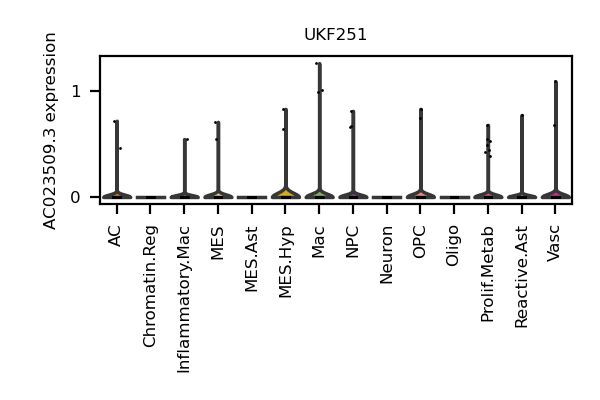 UKF251
AC023509.3 expression
1
0
AC
Chromatin.Reg
Inflammatory.Mac
MES
MES.Ast
MES.Hyp
Mac
NPC
Neuron
OPC
Oligo
Prolif.Metab
Reactive.Ast
Vasc